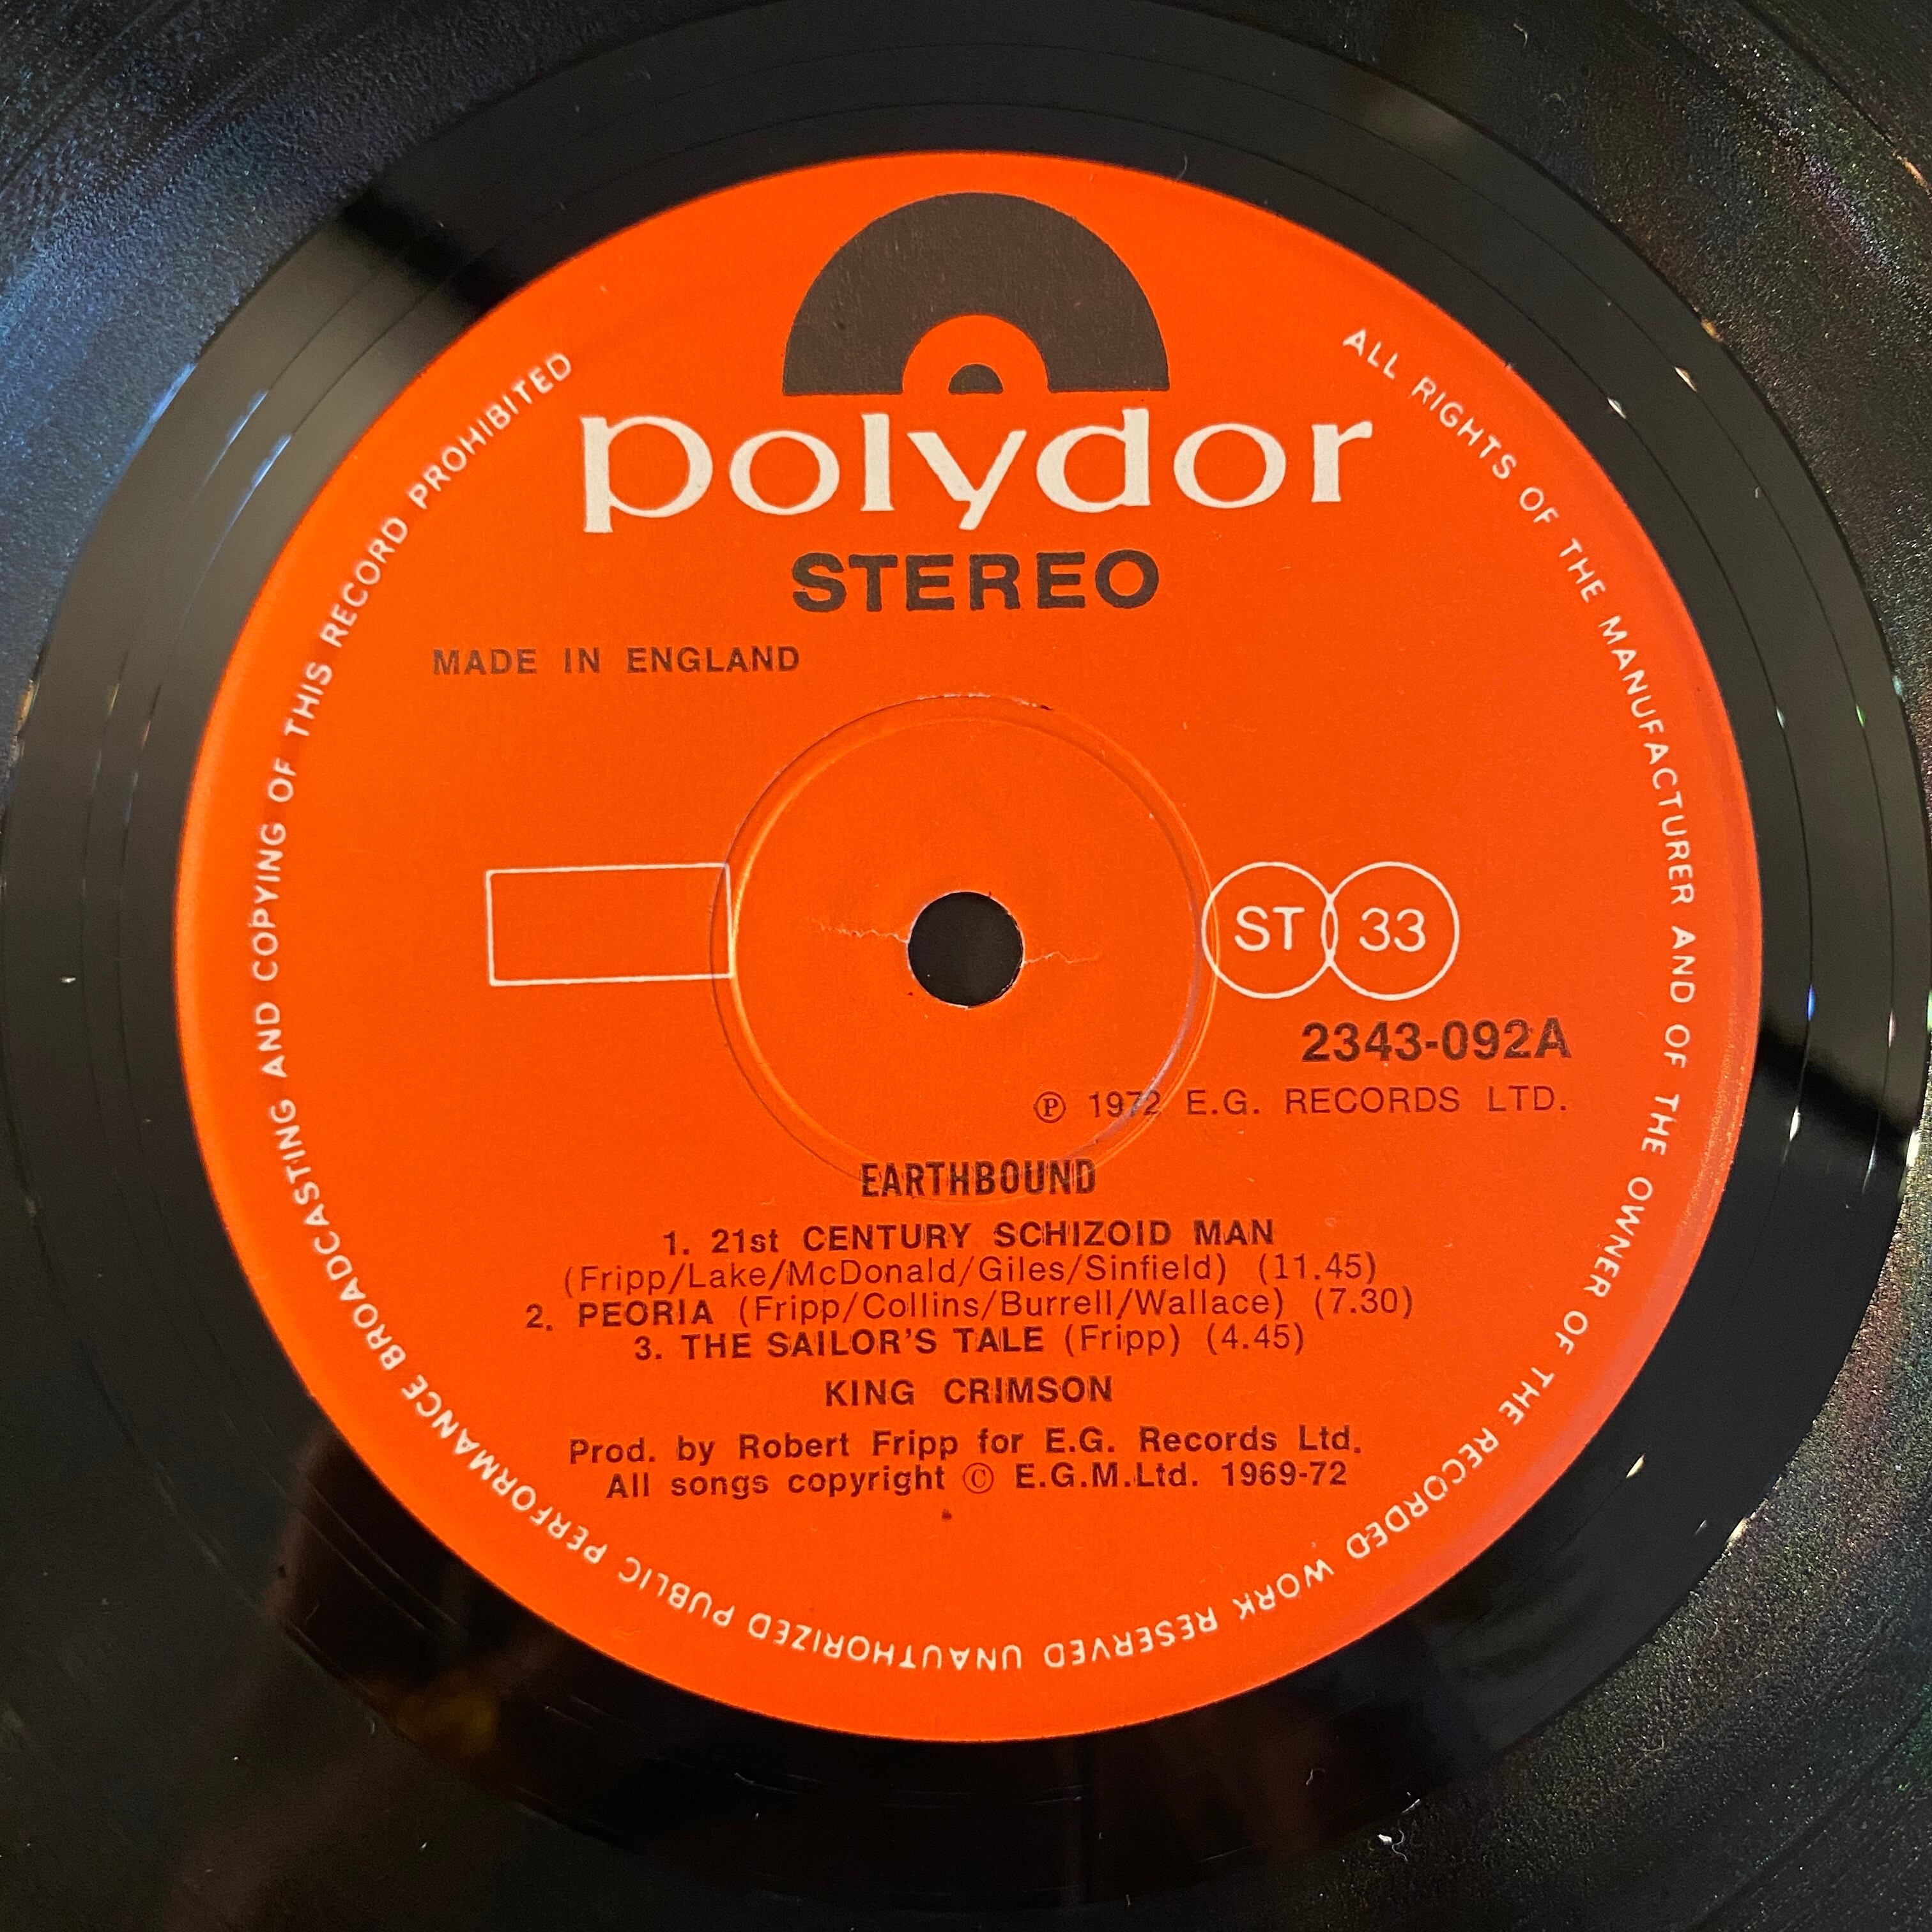 polydor
STEREO
MADE IN ENGLAND
ST 33
2343-092A
℗ 1972 E.G. RECORDS LTD.
EARTHBOUND
1. 21st CENTURY SCHIZOID MAN
(Fripp/Lake/McDonald/Giles/Sinfield) (11.45)
2. PEORIA (Fripp/Collins/Burrell/Wallace) (7.30)
3. THE SAILOR'S TALE (Fripp) (4.45)
KING CRIMSON
Prod. by Robert Fripp for E.G. Records Ltd.
All songs copyright © E.G.M.Ltd. 1969-72
ALL RIGHTS OF THE MANUFACTURER AND OF THE OWNER OF THE RECORDED WORK RESERVED UNAUTHORIZED PUBLIC PERFORMANCE BROADCASTING AND COPYING OF THIS RECORD PROHIBITED